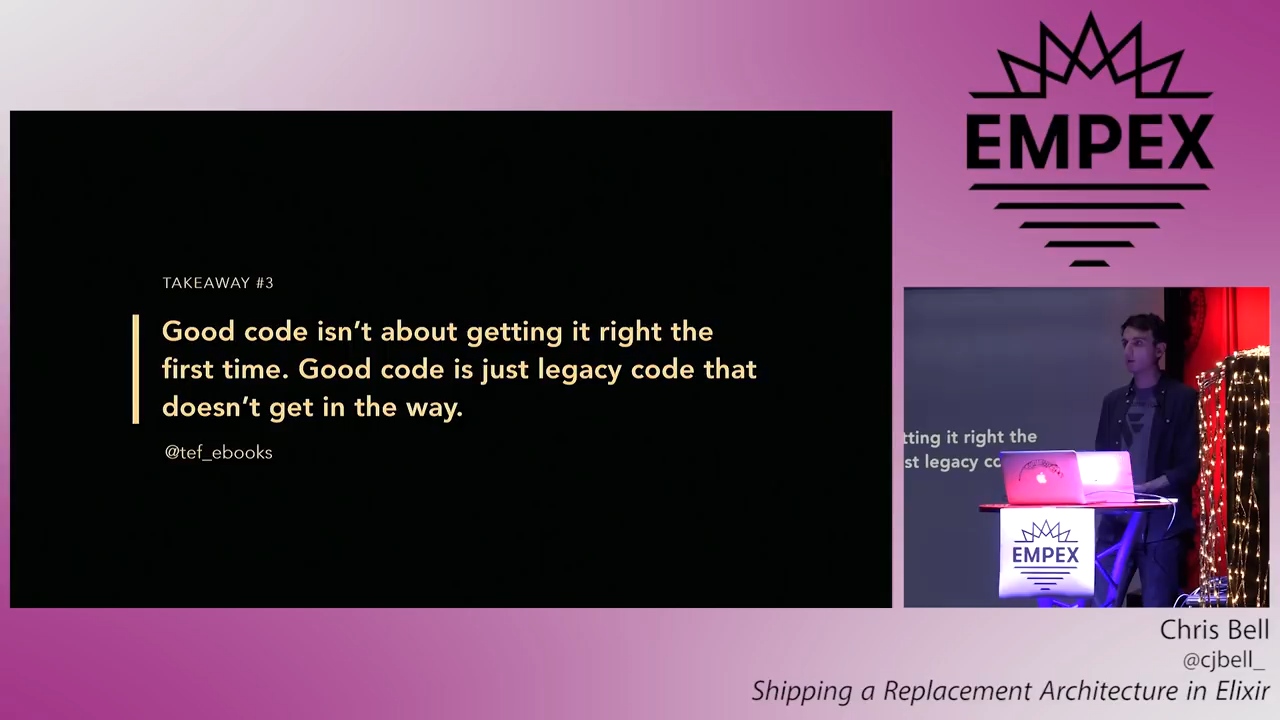 TAKEAWAY #3
Good code isn’t about getting it right the
first time. Good code is just legacy code that
doesn’t get in the way.
@tef_ebooks
EMPEX
tting it right the
st legacy co
EMPEX
Chris Bell
@cjbell_
Shipping a Replacement Architecture in Elixir